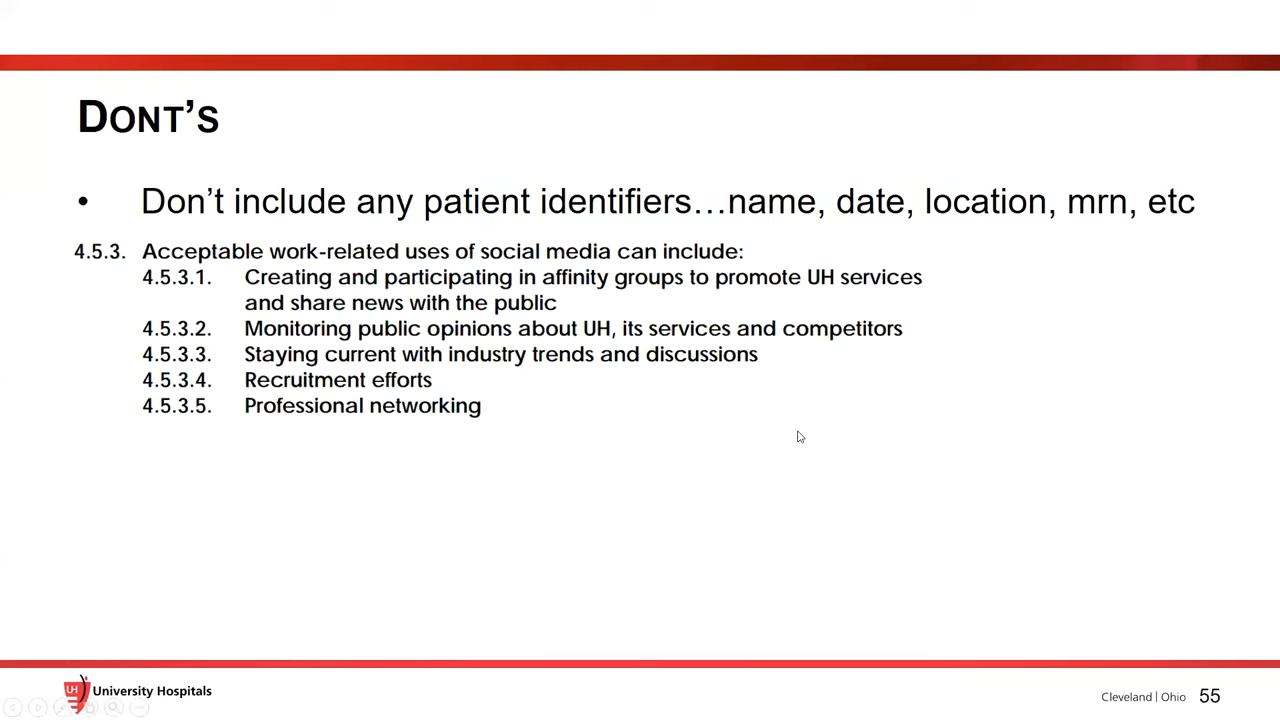 DONT'S
• Don't include any patient identifiers…name, date, location, mrn, etc
4.5.3. Acceptable work-related uses of social media can include:
4.5.3.1. Creating and participating in affinity groups to promote UH services
and share news with the public
4.5.3.2. Monitoring public opinions about UH, its services and competitors
4.5.3.3. Staying current with industry trends and discussions
4.5.3.4. Recruitment efforts
4.5.3.5. Professional networking
UH University Hospitals
Cleveland | Ohio 55